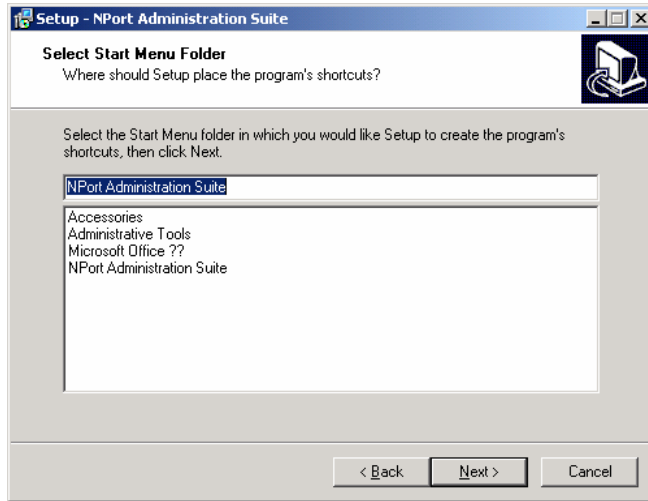 Setup - NPort Administration Suite
Select Start Menu Folder
Where should Setup place the program's shortcuts?
Select the Start Menu folder in which you would like Setup to create the program's
shortcuts, then click Next.
NPort Administration Suite
Accessories
Administrative Tools
Microsoft Office ??
NPort Administration Suite
< Back
Next >
Cancel